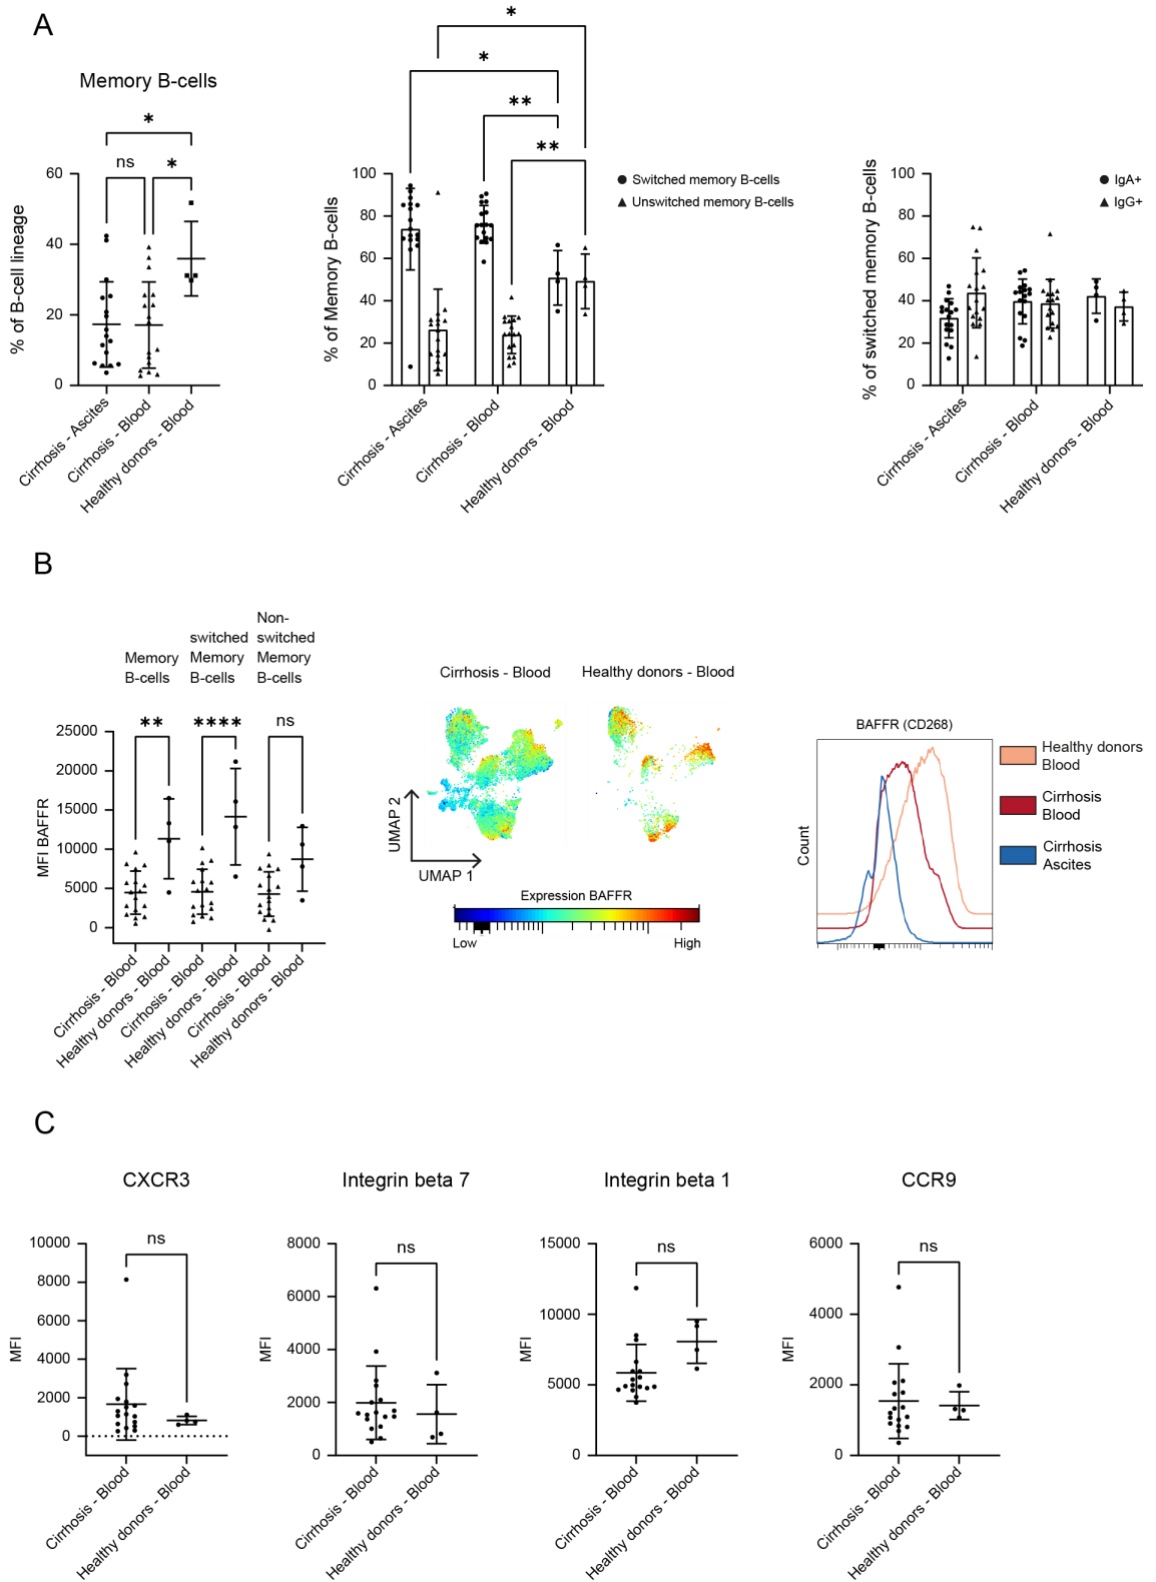 A
Memory B-cells
*
ns
*
% of B-cell lineage
60
40
20
0
Cirrhosis - Ascites
Cirrhosis - Blood
Healthy donors - Blood
*
*
**
**
% of Memory B-cells
100
80
60
40
20
0
Cirrhosis - Ascites
Cirrhosis - Blood
Healthy donors - Blood
Switched memory B-cells
Unswitched memory B-cells
% of switched memory B-cells
100
80
60
40
20
0
Cirrhosis - Ascites
Cirrhosis - Blood
Healthy donors - Blood
IgA+
IgG+
B
Memory
B-cells
switched
Memory
B-cells
Non-
switched
Memory
B-cells
**
****
ns
MFI BAFFR
25000
20000
15000
10000
5000
0
Cirrhosis - Blood
Healthy donors - Blood
Cirrhosis - Blood
Healthy donors - Blood
Cirrhosis - Blood
Healthy donors - Blood
Cirrhosis - Blood
Healthy donors - Blood
UMAP 2
UMAP 1
Expression BAFFR
Low
High
BAFFR (CD268)
Count
Healthy donors
Blood
Cirrhosis
Blood
Cirrhosis
Ascites
C
CXCR3
ns
MFI
10000
8000
6000
4000
2000
0
Cirrhosis - Blood
Healthy donors - Blood
Integrin beta 7
ns
MFI
8000
6000
4000
2000
0
Cirrhosis - Blood
Healthy donors - Blood
Integrin beta 1
ns
MFI
15000
10000
5000
0
Cirrhosis - Blood
Healthy donors - Blood
CCR9
ns
MFI
6000
4000
2000
0
Cirrhosis - Blood
Healthy donors - Blood